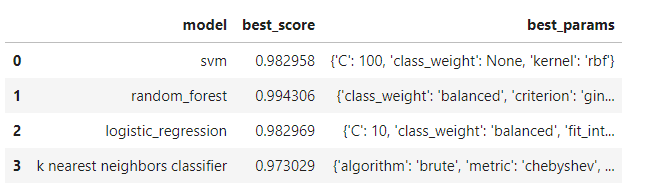 model best_score best_params
0 svm 0.982958 {'C': 100, 'class_weight': None, 'kernel': 'rbf'}
1 random_forest 0.994306 {'class_weight': 'balanced', 'criterion': 'gin...
2 logistic_regression 0.982969 {'C': 10, 'class_weight': 'balanced', 'fit_int...
3 k nearest neighbors classifier 0.973029 {'algorithm': 'brute', 'metric': 'chebyshev', ...